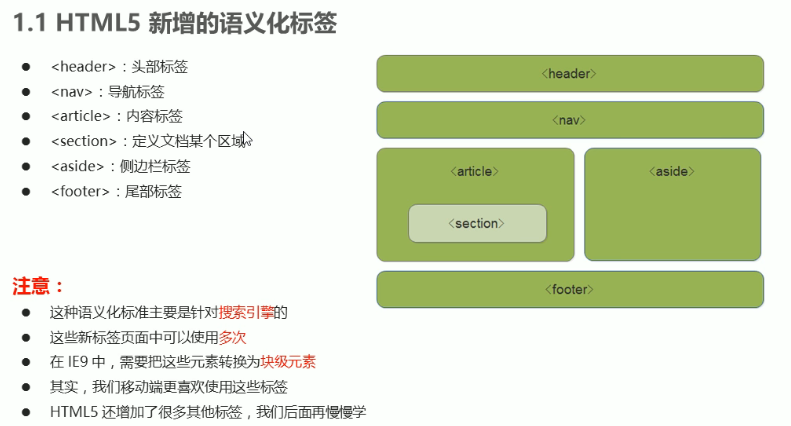 1.1 HTML5 新增的语义化标签
<header>：头部标签
<nav>：导航标签
<article>：内容标签
<section>：定义文档某个区域
<aside>：侧边栏标签
<footer>：尾部标签
<header>
<nav>
<article>
<aside>
<section>
<footer>
注意：
这种语义化标准主要是针对搜索引擎的
这些新标签页面中可以使用多次
在 IE9 中，需要把这些元素转换为块级元素
其实，我们移动端更喜欢使用这些标签
HTML5 还增加了很多其他标签，我们后面再慢慢学